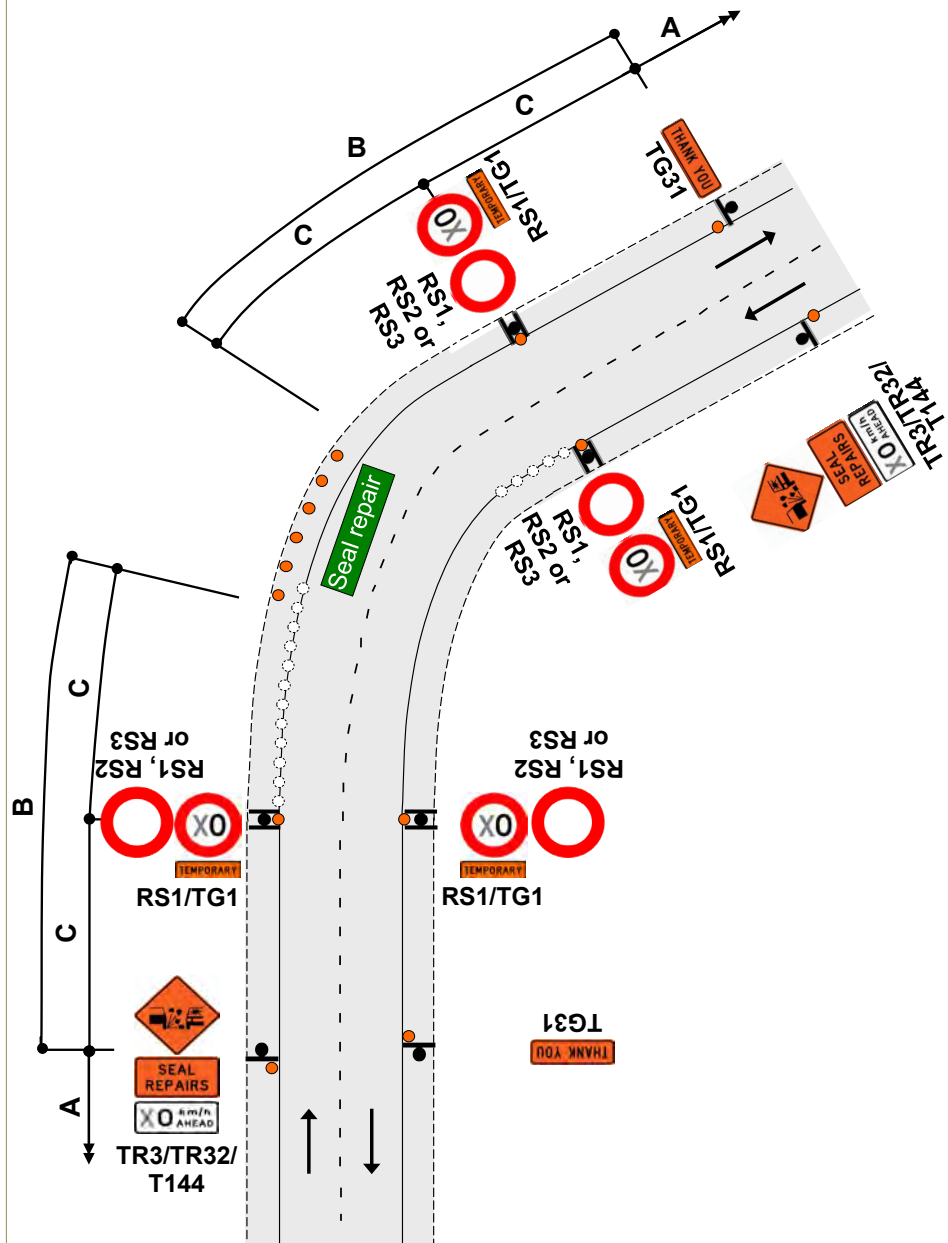 A
C
B
THANK YOU
TG31
TEMPORARY
RS1/TG1
X0
C
RS1,
RS2 or
RS3
TR3/TR32/
T144
X0 km/h
AHEAD
SEAL
REPAIRS
Seal repair
RS1,
RS2 or
RS3
X0
TEMPORARY
RS1/TG1
C
B
RS1, RS2
or RS3
X0
TEMPORARY
RS1/TG1
RS1, RS2
or RS3
X0
TEMPORARY
RS1/TG1
C
A
SEAL
REPAIRS
X0 km/h
AHEAD
TR3/TR32/
T144
TG31
THANK YOU